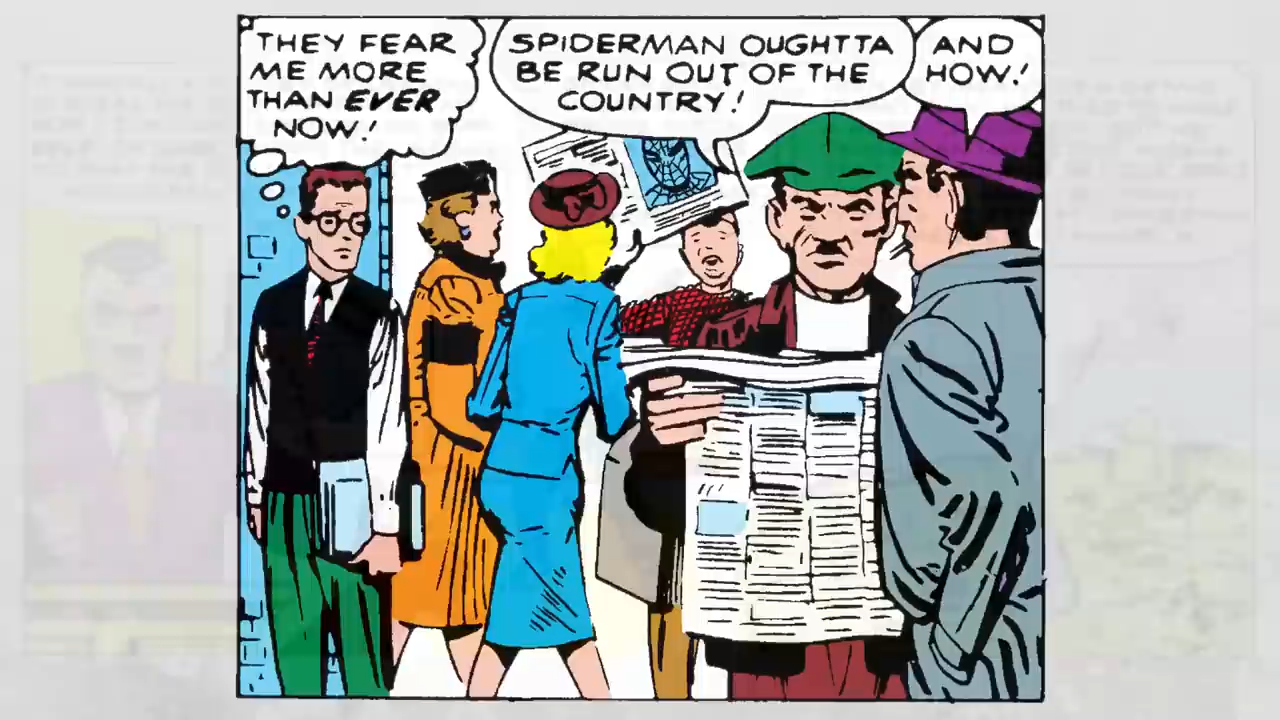 THEY FEAR
ME MORE
THAN EVER
NOW!
SPIDERMAN OUGHTTA
BE RUN OUT OF THE
COUNTRY!
AND
HOW!